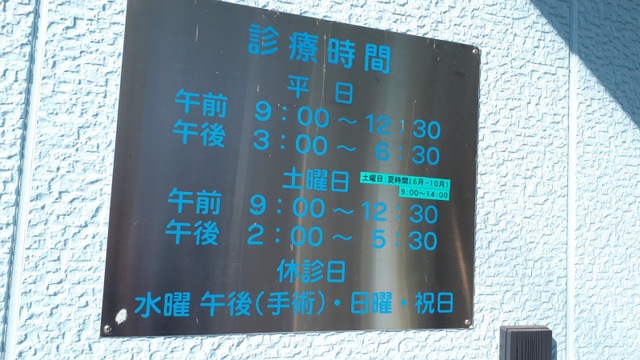 診療時間
平日
午前 9：00～12：30
午後 3：00～ 6：30
土曜日
土曜日:夏時間(6月-10月)
9:00～14:00
午前 9：00～12：30
午後 2：00～ 5：30
休診日
水曜 午後(手術)・日曜・祝日